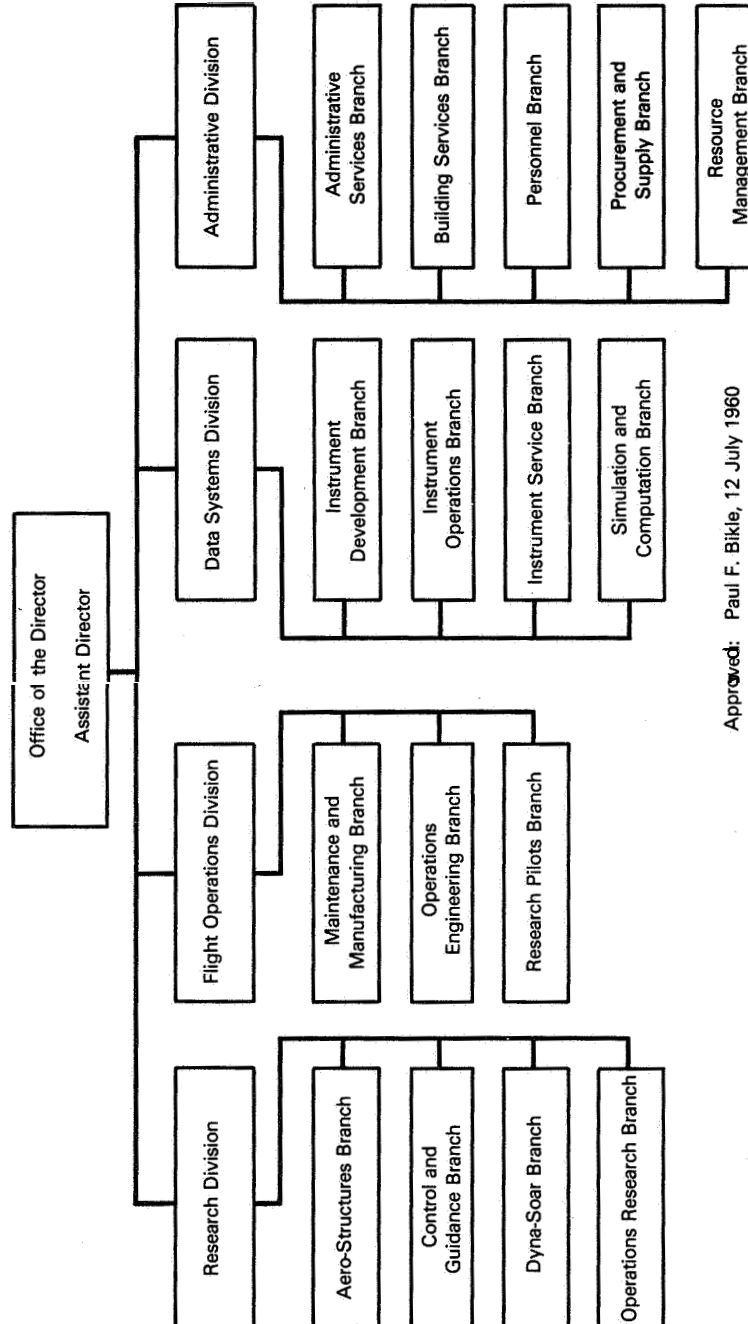 Office of the Director
Assistant Director
Research Division
Flight Operations Division
Data Systems Division
Administrative Division
Aero-Structures Branch
Control and
Guidance Branch
Dyna-Soar Branch
Operations Research Branch
Maintenance and
Manufacturing Branch
Operations
Engineering Branch
Research Pilots Branch
Instrument
Development Branch
Instrument
Operations Branch
Instrument Service Branch
Simulation and
Computation Branch
Administrative
Services Branch
Building Services Branch
Personnel Branch
Procurement and
Supply Branch
Resource
Management Branch
Approved: Paul F. Bikle, 12 July 1960